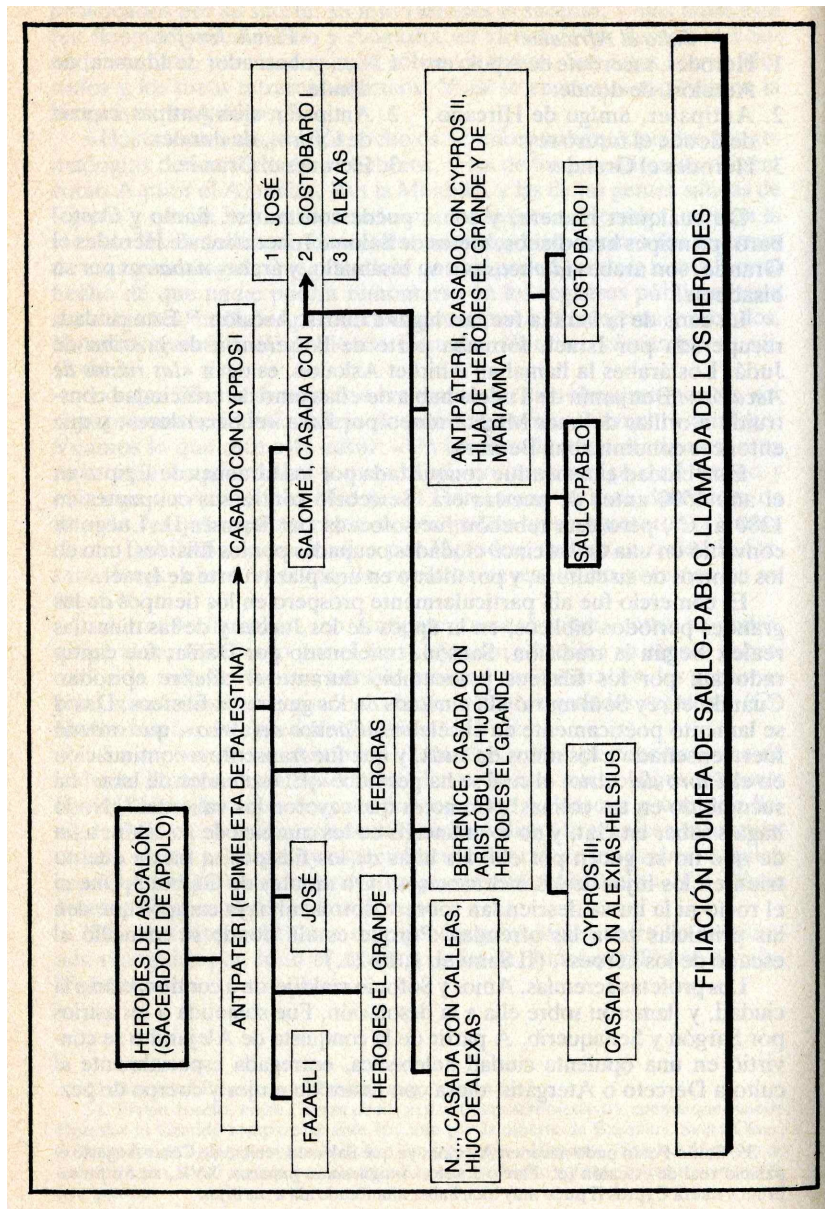 HERODES DE ASCALÓN
(SACERDOTE DE APOLO)
ANTIPATER I (EPIMELETA DE PALESTINA)
CASADO CON CYPROS
FAZAEL I
JOSÉ
HERODES EL GRANDE
FERERAS
SALOMÉ I, CASADA CON
1 JOSÉ
2 COSTOBARO
3 ALEXAS
N..., CASADA CON CALEAS,
HIJO DE ALEXAS
BERENICE, CASADA CON
ARISTÓBULO, HIJO DE
HERODES EL GRANDE
ANTIPATER II, CASADO CON CYPROS II,
HIJA DE HERODES EL GRANDE Y DE
MARIAMNA
CYPROS III,
CASADA CON ALEXIAS HELSIUS
SAULO-PABLO
COSTOBARO II
FILIACIÓN IDUMEA DE SAULO-PABLO, LLAMADA DE LOS HERODES